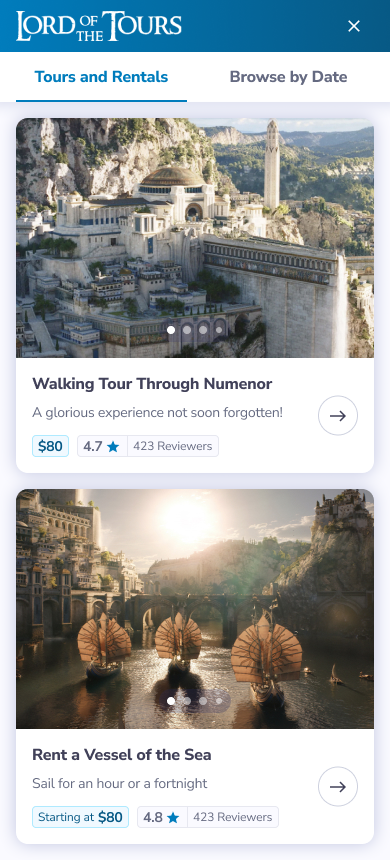 LORD OF THE TOURS
Tours and Rentals
Browse by Date
Walking Tour Through Numenor
A glorious experience not soon forgotten!
$80 4.7 423 Reviewers
Rent a Vessel of the Sea
Sail for an hour or a fortnight
Starting at $80 4.8 423 Reviewers